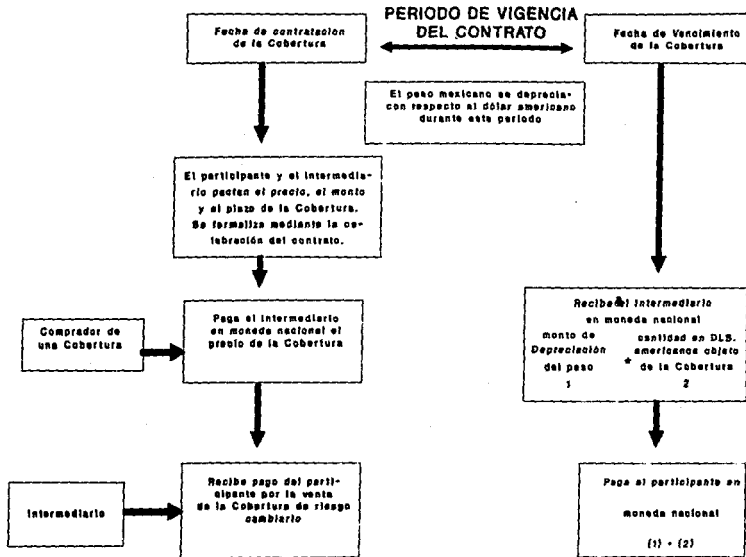 PERIODO DE VIGENCIA
DEL CONTRATO
Fecha de contratación
de la Cobertura
Fecha de Vencimiento
de la Cobertura
El peso mexicano se deprecia-
con respecto al dólar americano
durante este periodo
El participante y el intermedia-
rio pactan el precio, el monto
y el plazo de la Cobertura.
Se formaliza mediante la ce-
lebración del contrato.
Comprador de
una Cobertura
Paga al intermediario
en moneda nacional el
precio de la Cobertura
Recibe del intermediario
en moneda nacional
monto de
Depreciación
del peso
1
*
cantidad en DLS.
americanos objeto
de la Cobertura
2
Intermediario
Recibe pago del parti-
cipante por la venta
de la Cobertura de riesgo
cambiario
Paga al participante en
moneda nacional
(1) * (2)